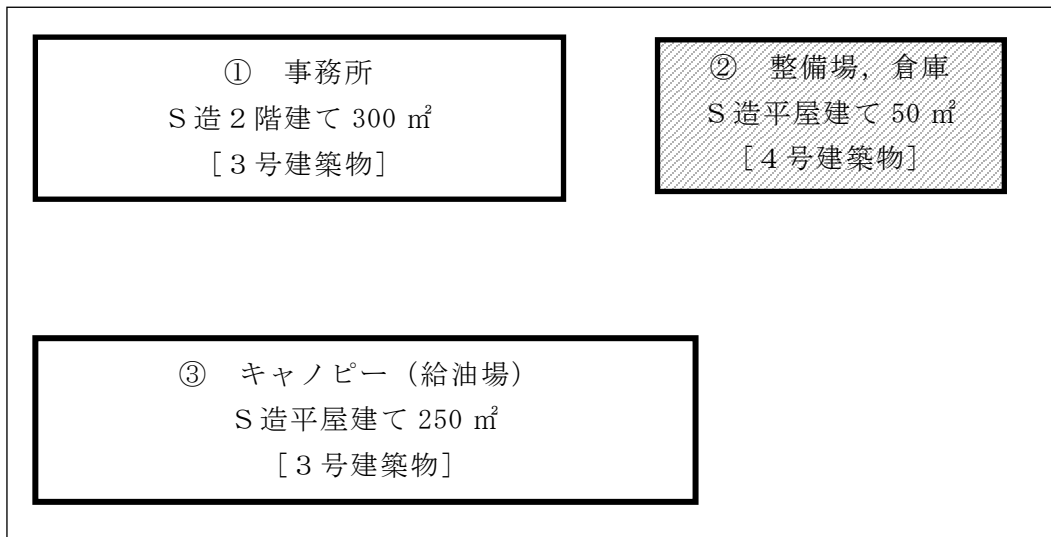 ① 事務所
S造2階建て 300 ㎡
[3号建築物]
② 整備場，倉庫
S造平屋建て 50 ㎡
[4号建築物]
③ キャノピー（給油場）
S造平屋建て 250 ㎡
[3号建築物]